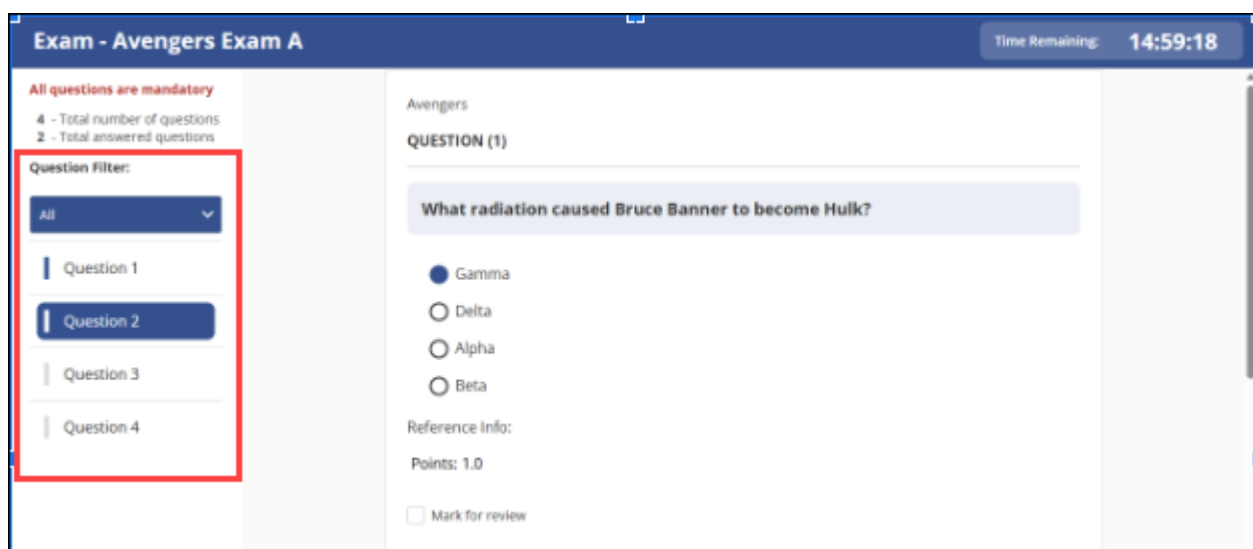 Exam - Avengers Exam A
Time Remaining: 14:59:18
All questions are mandatory
4 - Total number of questions
2 - Total answered questions
Question Filter:
All
Question 1
Question 2
Question 3
Question 4
Avengers
QUESTION (1)
What radiation caused Bruce Banner to become Hulk?
Gamma
Delta
Alpha
Beta
Reference Info:
Points: 1.0
Mark for review